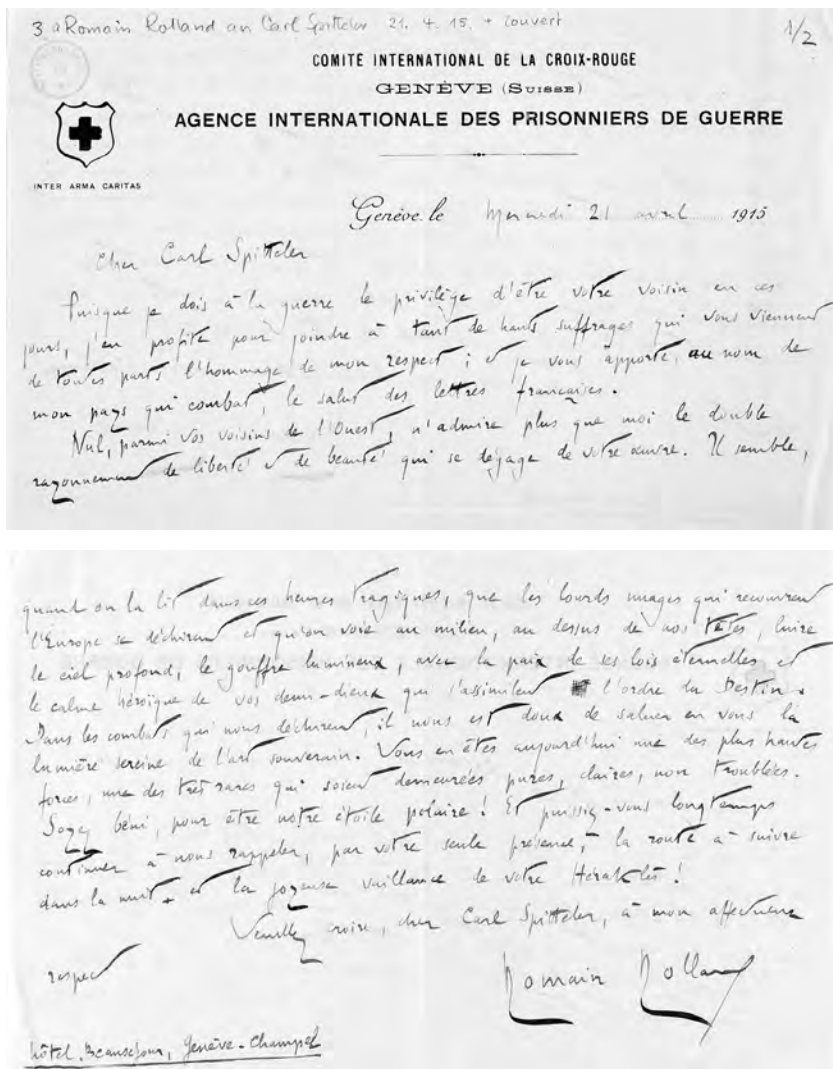 3 a Romain Rolland an Carl Spitteler 21. 4. 15. + Couvert
1/2
COMITÉ INTERNATIONAL DE LA CROIX-ROUGE
GENÈVE (SUISSE)
AGENCE INTERNATIONALE DES PRISONNIERS DE GUERRE
INTER ARMA CARITAS
Genève, le Mercredi 21 avril 1915
Cher Carl Spitteler
Puisque je dois à la guerre le privilège d'être votre voisin en ces
jours, j'en profite pour joindre à tant de hauts suffrages qui vous viennent
de toutes parts l'hommage de mon respect ; et je vous apporte, au nom de
mon pays qui combat, le salut des lettres françaises.
Nul, parmi vos voisins de l'Ouest, n'admire plus que moi le double
rayonnement de liberté et de beauté qui se dégage de votre œuvre. Il semble,
quand on la lit dans ces heures tragiques, que les lourds nuages qui recouvrent
l'Europe se déchirent et qu'on voie au milieu, au dessus de nos têtes, luire
le ciel profond, le gouffre lumineux, avec la paix de ses lois éternelles et
le calme héroïque de vos demi-dieux qui s'assimilent l'ordre du Destin.
Dans les combats qui nous déchirent, il nous est doux de saluer en vous la
lumière sereine de l'art souverain. Vous en êtes aujourd'hui une des plus hautes
forces, une des très rares qui soient demeurées pures, claires, non troublées.
Soyez béni, pour être notre étoile polaire ! Et puissiez-vous longtemps
continuer à nous rappeler, par votre seule présence, la route à suivre
dans la nuit, et la joyeuse vaillance de votre Héraklès !
Veuillez croire, cher Carl Spitteler, à mon affectueux
respect
Romain Rolland
hôtel Beauséjour, Genève-Champel